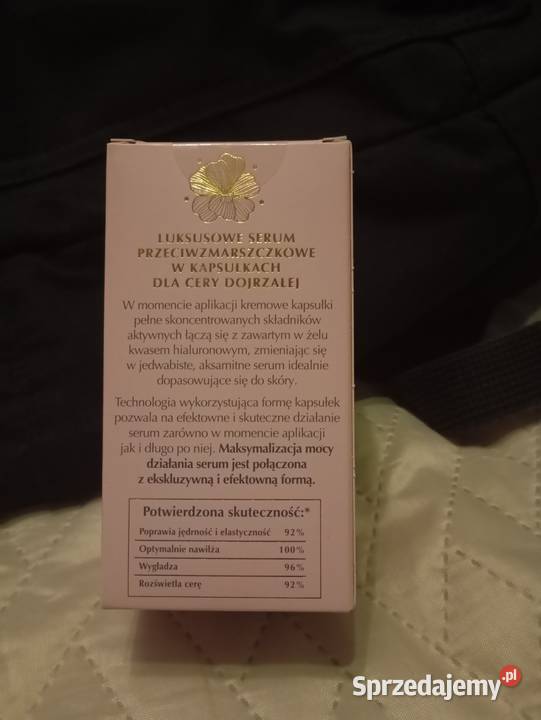 LUKSUSOWE SERUM
PRZECIWZMARSZCZKOWE
W KAPSUŁKACH
DLA CERY DOJRZAŁEJ
W momencie aplikacji kremowe kapsułki
pełne skoncentrowanych składników
aktywnych łączą się z zawartym w żelu
kwasem hialuronowym, zmieniając się
w jedwabiste, aksamitne serum idealnie
dopasowujące się do skóry.
Technologia wykorzystująca formę kapsułek
pozwala na efektowne i skuteczne działanie
serum zarówno w momencie aplikacji
jak i długo po niej. Maksymalizacja mocy
działania serum jest połączona
z ekskluzywną i efektowną formą.
Potwierdzona skuteczność:*
Poprawia jędrność i elastyczność 92%
Optymalnie nawilża 100%
Wygładza 96%
Rozświetla cerę 92%
Sprzedajemy.pl